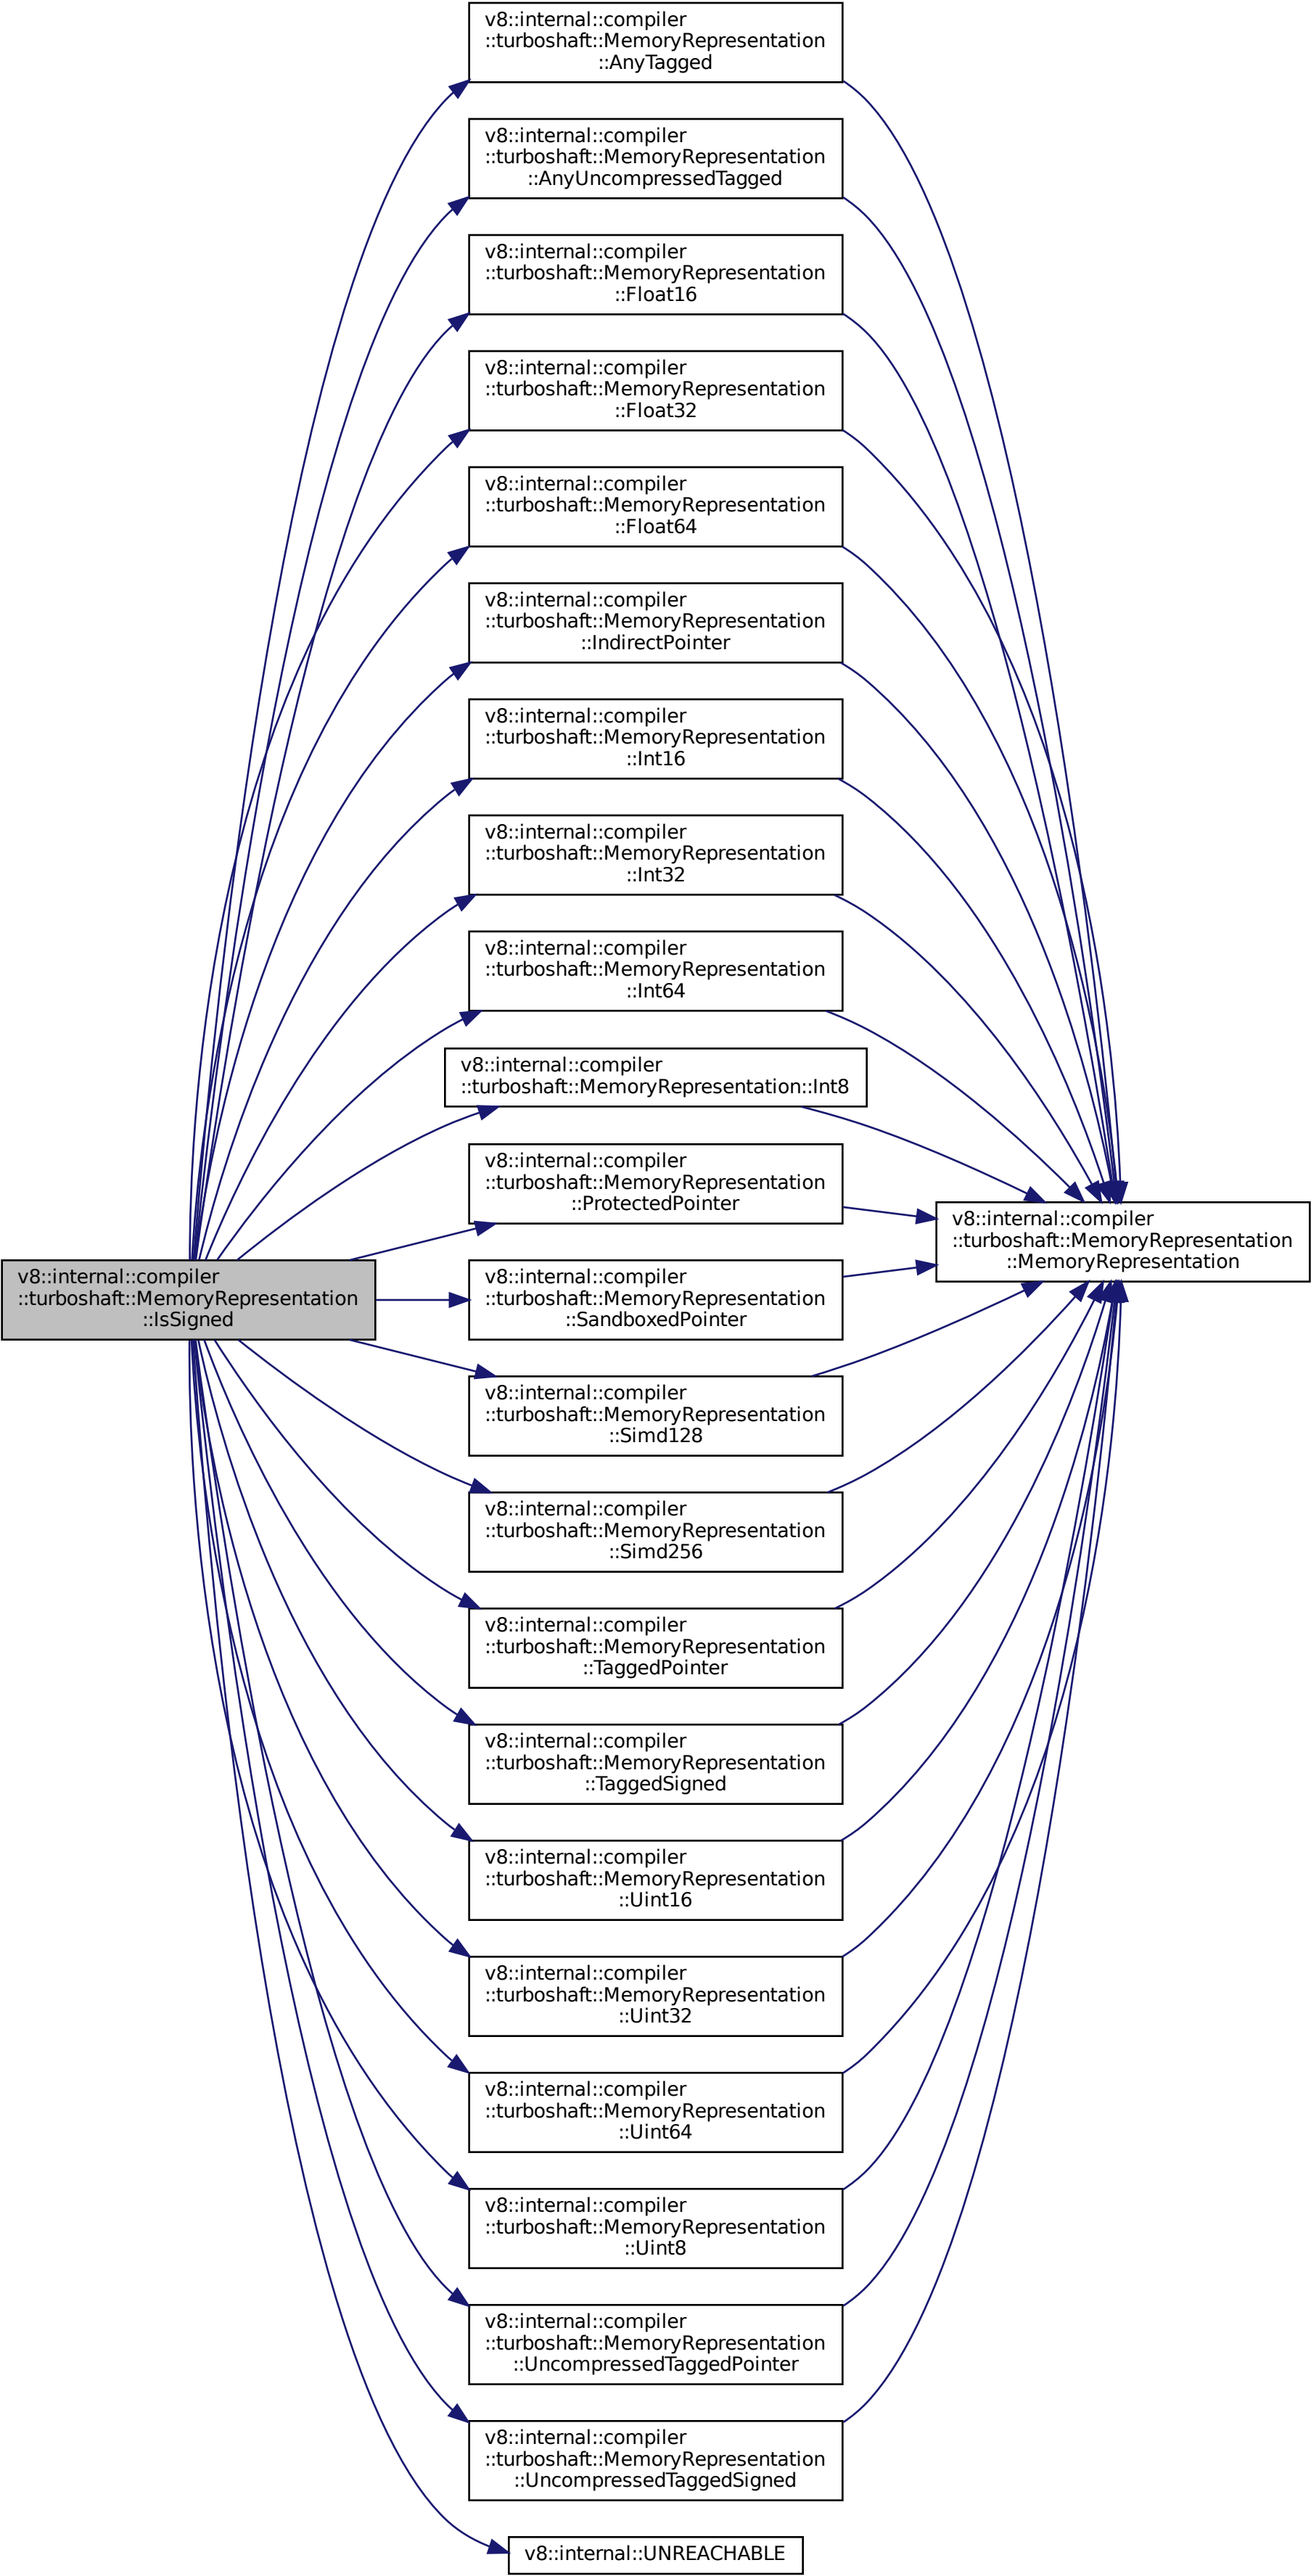 v8::internal::compiler
::turboshaft::MemoryRepresentation
::AnyTagged
v8::internal::compiler
::turboshaft::MemoryRepresentation
::AnyUncompressedTagged
v8::internal::compiler
::turboshaft::MemoryRepresentation
::Float16
v8::internal::compiler
::turboshaft::MemoryRepresentation
::Float32
v8::internal::compiler
::turboshaft::MemoryRepresentation
::Float64
v8::internal::compiler
::turboshaft::MemoryRepresentation
::IndirectPointer
v8::internal::compiler
::turboshaft::MemoryRepresentation
::Int16
v8::internal::compiler
::turboshaft::MemoryRepresentation
::Int32
v8::internal::compiler
::turboshaft::MemoryRepresentation
::Int64
v8::internal::compiler
::turboshaft::MemoryRepresentation::Int8
v8::internal::compiler
::turboshaft::MemoryRepresentation
::ProtectedPointer
v8::internal::compiler
::turboshaft::MemoryRepresentation
::MemoryRepresentation
v8::internal::compiler
::turboshaft::MemoryRepresentation
::IsSigned
v8::internal::compiler
::turboshaft::MemoryRepresentation
::SandboxedPointer
v8::internal::compiler
::turboshaft::MemoryRepresentation
::Simd128
v8::internal::compiler
::turboshaft::MemoryRepresentation
::Simd256
v8::internal::compiler
::turboshaft::MemoryRepresentation
::TaggedPointer
v8::internal::compiler
::turboshaft::MemoryRepresentation
::TaggedSigned
v8::internal::compiler
::turboshaft::MemoryRepresentation
::Uint16
v8::internal::compiler
::turboshaft::MemoryRepresentation
::Uint32
v8::internal::compiler
::turboshaft::MemoryRepresentation
::Uint64
v8::internal::compiler
::turboshaft::MemoryRepresentation
::Uint8
v8::internal::compiler
::turboshaft::MemoryRepresentation
::UncompressedTaggedPointer
v8::internal::compiler
::turboshaft::MemoryRepresentation
::UncompressedTaggedSigned
v8::internal::UNREACHABLE